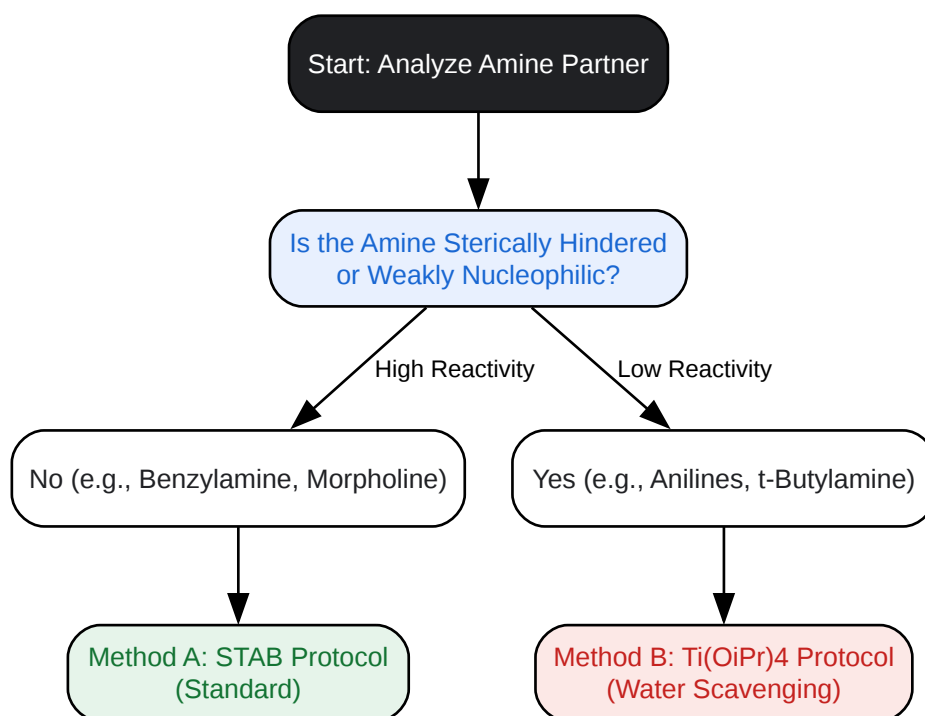 Start: Analyze Amine Partner
Is the Amine Sterically Hindered
or Weakly Nucleophilic?
High Reactivity
Low Reactivity
No (e.g., Benzylamine, Morpholine)
Yes (e.g., Anilines, t-Butylamine)
Method A: STAB Protocol
(Standard)
Method B: Ti(OiPr)4 Protocol
(Water Scavenging)